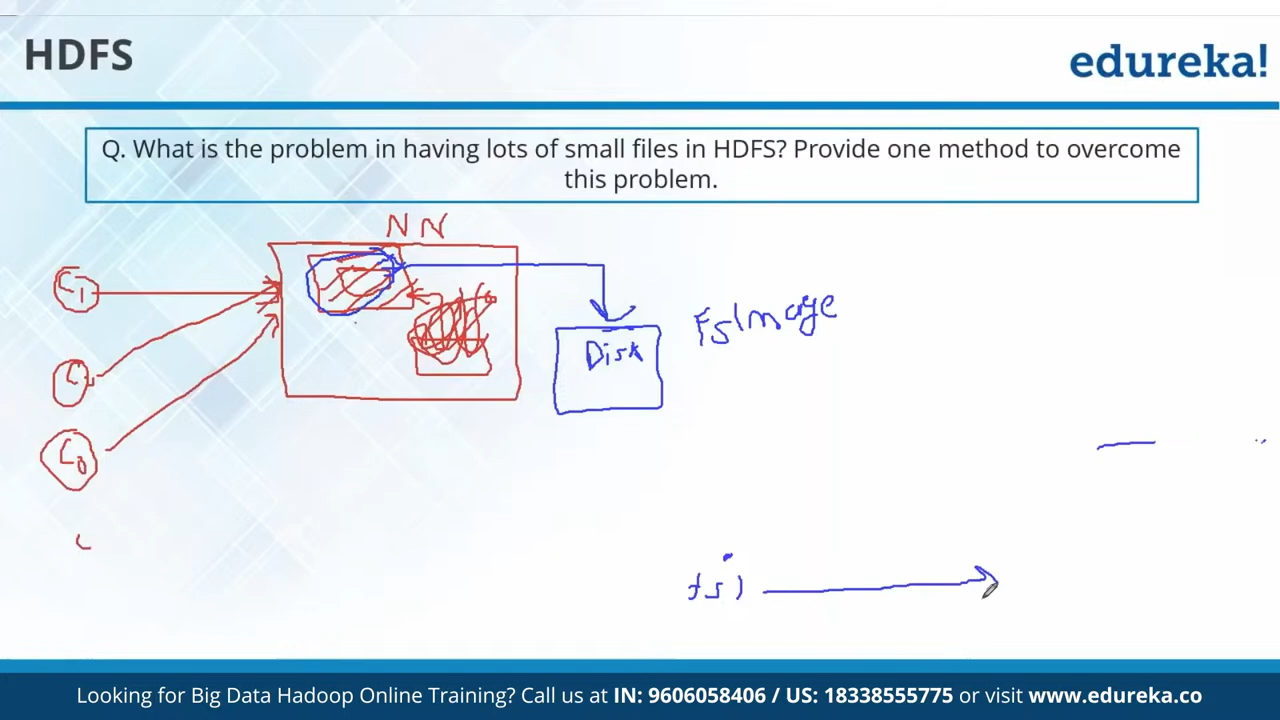 HDFS
edureka!
Q. What is the problem in having lots of small files in HDFS? Provide one method to overcome
this problem.
N N
C1
FsImage
Disk
Looking for Big Data Hadoop Online Training? Call us at IN: 9606058406 / US: 18338555775 or visit www.edureka.co